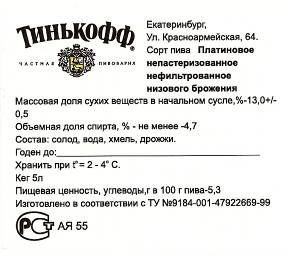 Тинькофф
ЧАСТНАЯ ПИВОВАРНЯ
Екатеринбург,
Ул. Красноармейская, 64.
Сорт пива Платиновое
непастеризованное
нефильтрованное
низового брожения
Массовая доля сухих веществ в начальном сусле,%-13,0+/-
0,5
Объемная доля спирта, % - не менее -4,7
Состав: солод, вода, хмель, дрожжи.
Годен до
Хранить при t°= 2 - 4° С.
Кег 5л
Пищевая ценность, углеводы,г в 100 г пива-5,3
Изготовлено в соответствии с ТУ №9184-001-47922669-99
РСТ АЯ 55